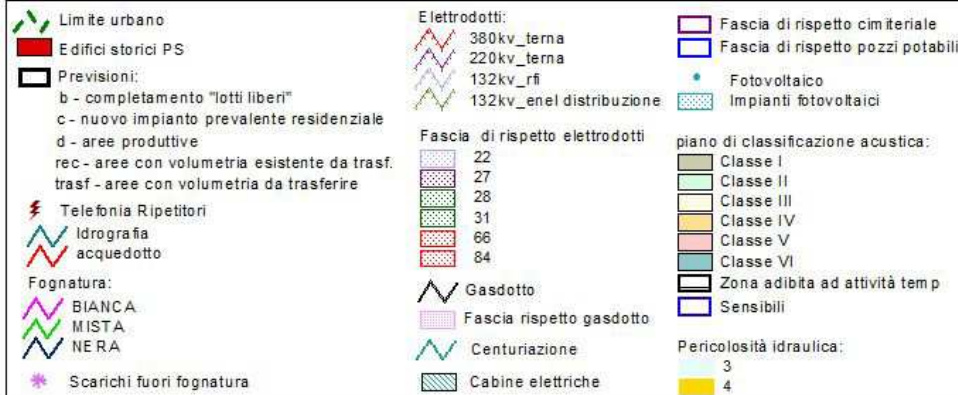 Limite urbano
Edifici storici PS
Previsioni:
b - completamento "lotti liberi"
c - nuovo impianto prevalente residenziale
d - aree produttive
rec - aree con volumetria esistente da trasf.
trasf - aree con volumetria da trasferire
Telefonia Ripetitori
Idrografia
acquedotto
Fognatura:
BIANCA
MISTA
NERA
Scarichi fuori fognatura
Elettrodotti:
380kv_terna
220kv_terna
132kv_rfi
132kv_enel distribuzione
Fascia di rispetto elettrodotti
22
27
28
31
66
84
Gasdotto
Fascia rispetto gasdotto
Centuriazione
Cabine elettriche
Fascia di rispetto cimiteriale
Fascia di rispetto pozzi potabili
Fotovoltaico
Impianti fotovoltaici
piano di classificazione acustica:
Classe I
Classe II
Classe III
Classe IV
Classe V
Classe VI
Zona adibita ad attività temp
Sensibili
Pericolosità idraulica:
3
4